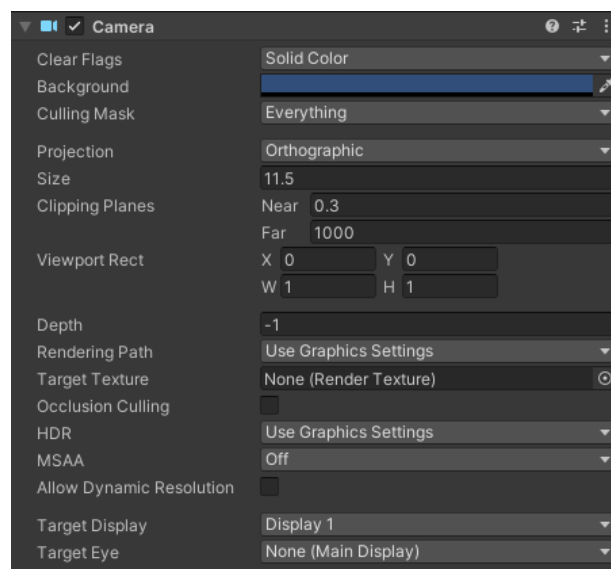 Camera
Clear Flags Solid Color
Background
Culling Mask Everything
Projection Orthographic
Size 11.5
Clipping Planes Near 0.3
Far 1000
Viewport Rect X 0 Y 0
W 1 H 1
Depth -1
Rendering Path Use Graphics Settings
Target Texture None (Render Texture)
Occlusion Culling
HDR Use Graphics Settings
MSAA Off
Allow Dynamic Resolution
Target Display Display 1
Target Eye None (Main Display)